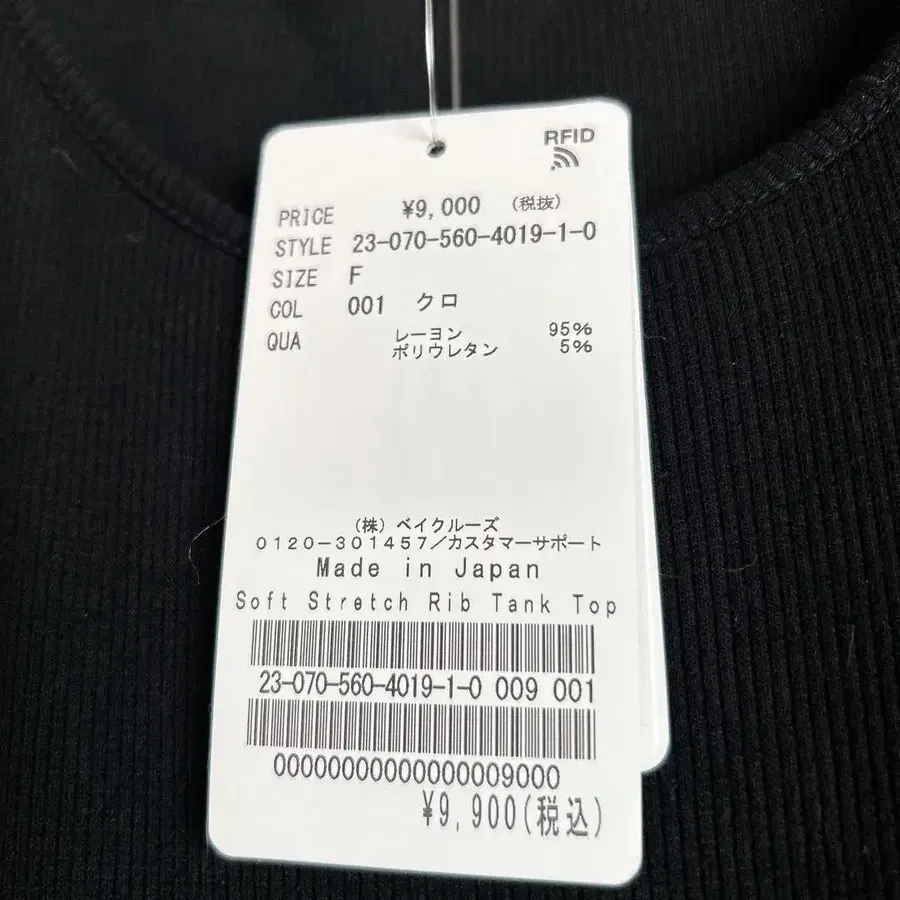 RFID
PRICE ¥9,000 (税抜)
STYLE 23-070-560-4019-1-0
SIZE F
COL 001 クロ
QUA レーヨン 95%
ポリウレタン 5%
(株)ベイクルーズ
0120-301457/カスタマーサポート
Made in Japan
Soft Stretch Rib Tank Top
23-070-560-4019-1-0 009 001
00000000000000009000
¥9,900(税込)